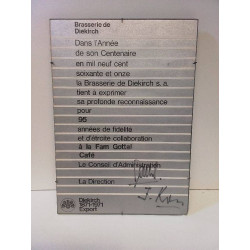 Brasserie de
Diekirch
Dans l'Année
de son Centenaire
en mil neuf cent
soixante et onze
la Brasserie de Diekirch s.a.
tient à exprimer
sa profonde reconnaissance
pour
95
années de fidélité
et d'étroite collaboration
à la Fam Gottal
Café
Le Conseil d'Administration
La Direction
Diekirch
1871-1971
Export